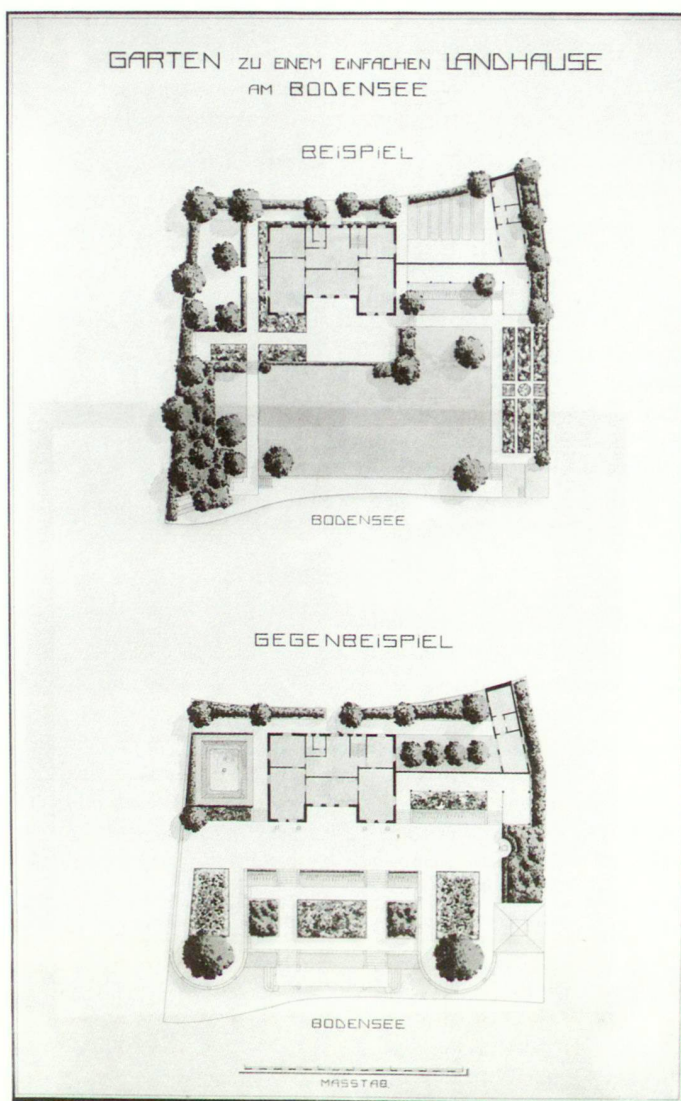 GARTEN ZU EINEM EINFACHEN LANDHAUSE
AM BODENSEE
BEISPIEL
BODENSEE
GEGENBEISPIEL
BODENSEE
MASSTAB